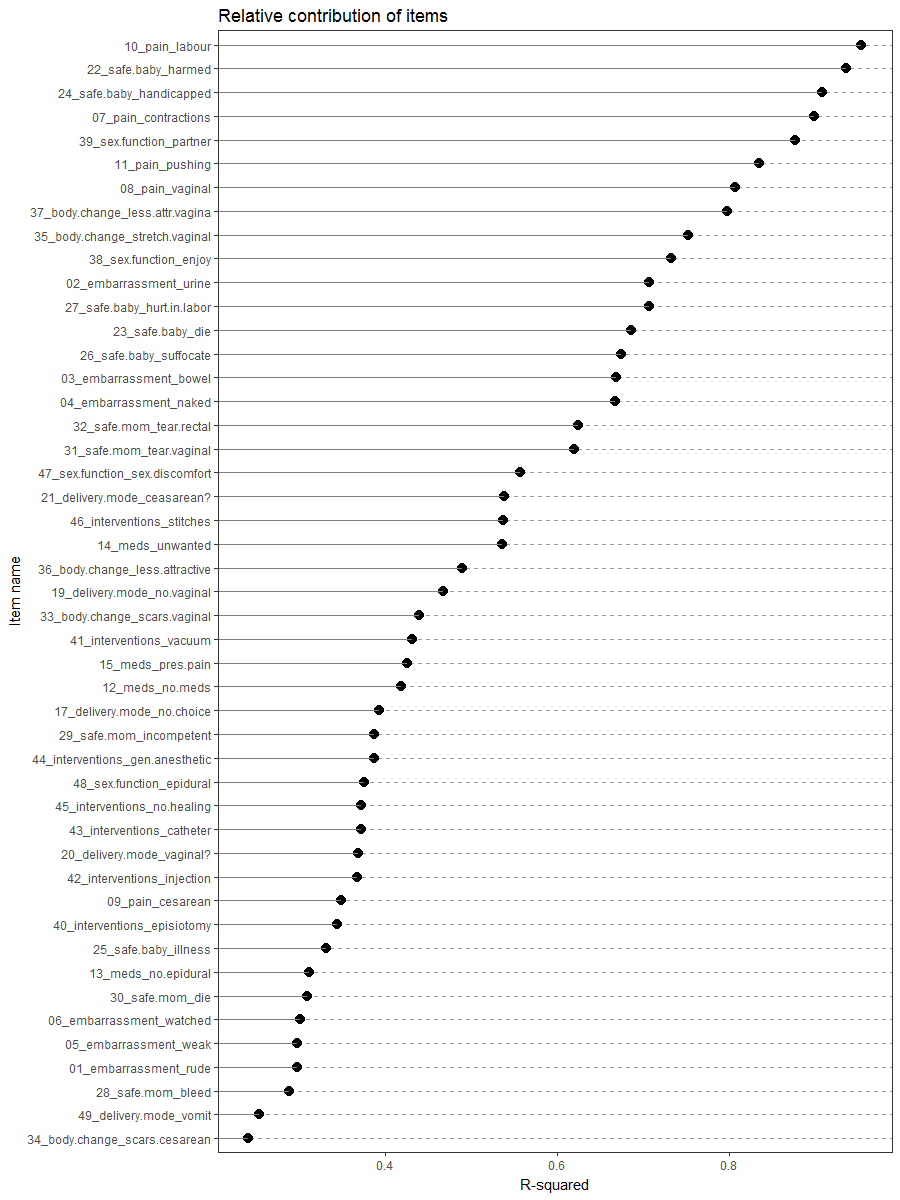 Relative contribution of items
10_pain_labour
22_safe.baby_harmed
24_safe.baby_handicapped
07_pain_contractions
39_sex.function_partner
11_pain_pushing
08_pain_vaginal
37_body.change_less.attr.vagina
35_body.change_stretch.vaginal
38_sex.function_enjoy
02_embarrassment_urine
27_safe.baby_hurt.in.labor
23_safe.baby_die
26_safe.baby_suffocate
03_embarrassment_bowel
04_embarrassment_naked
32_safe.mom_tear.rectal
31_safe.mom_tear.vaginal
47_sex.function_sex.discomfort
21_delivery.mode_ceasarean?
46_interventions_stitches
14_meds_unwanted
36_body.change_less.attractive
19_delivery.mode_no.vaginal
33_body.change_scars.vaginal
41_interventions_vacuum
15_meds_pres.pain
12_meds_no.meds
17_delivery.mode_no.choice
29_safe.mom_incompetent
44_interventions_gen.anesthetic
48_sex.function_epidural
45_interventions_no.healing
43_interventions_catheter
20_delivery.mode_vaginal?
42_interventions_injection
09_pain_cesarean
40_interventions_episiotomy
25_safe.baby_illness
13_meds_no.epidural
30_safe.mom_die
06_embarrassment_watched
05_embarrassment_weak
01_embarrassment_rude
28_safe.mom_bleed
49_delivery.mode_vomit
34_body.change_scars.cesarean
Item name
0.4 0.6 0.8
R-squared